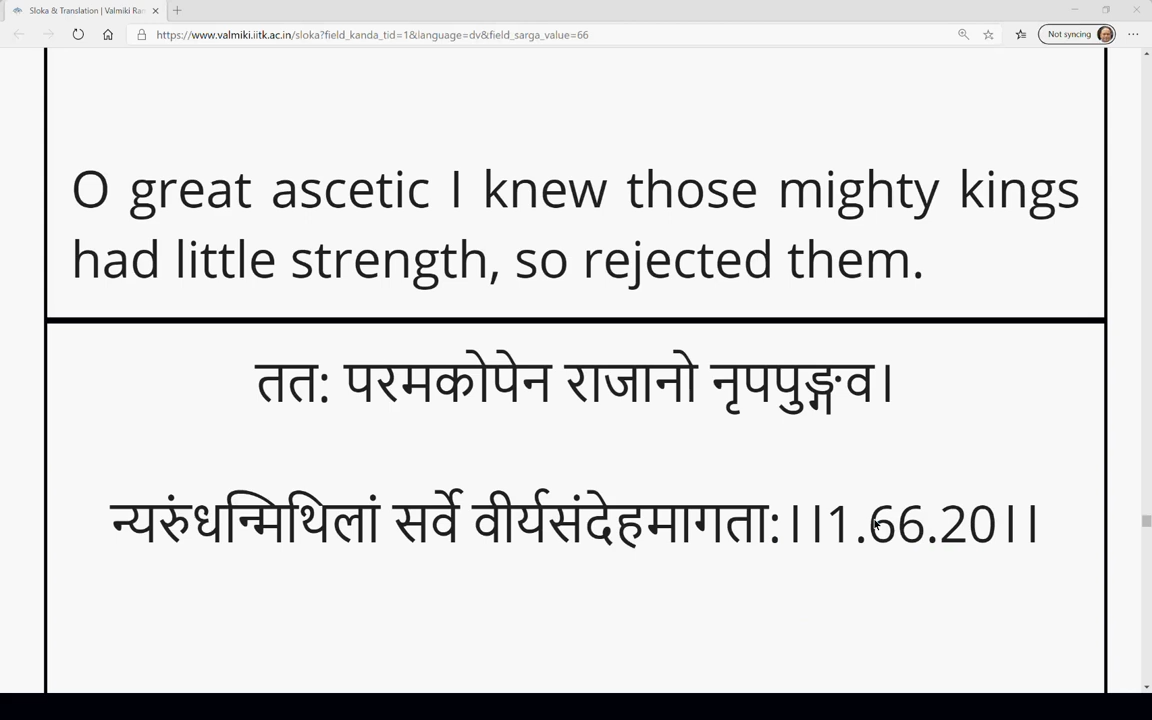 Sloka & Translation | Valmiki Ra
https://www.valmiki.iitk.ac.in/sloka?field_kanda_tid=1&language=dv&field_sarga_value=66
Not syncing
O great ascetic I knew those mighty kings
had little strength, so rejected them.
तत: परमकोपेन राजानो नृपपुङ्गव।
न्यरुंधन्मिथिलां सर्वे वीर्यसंदेहमागता:।।1.66.20।।